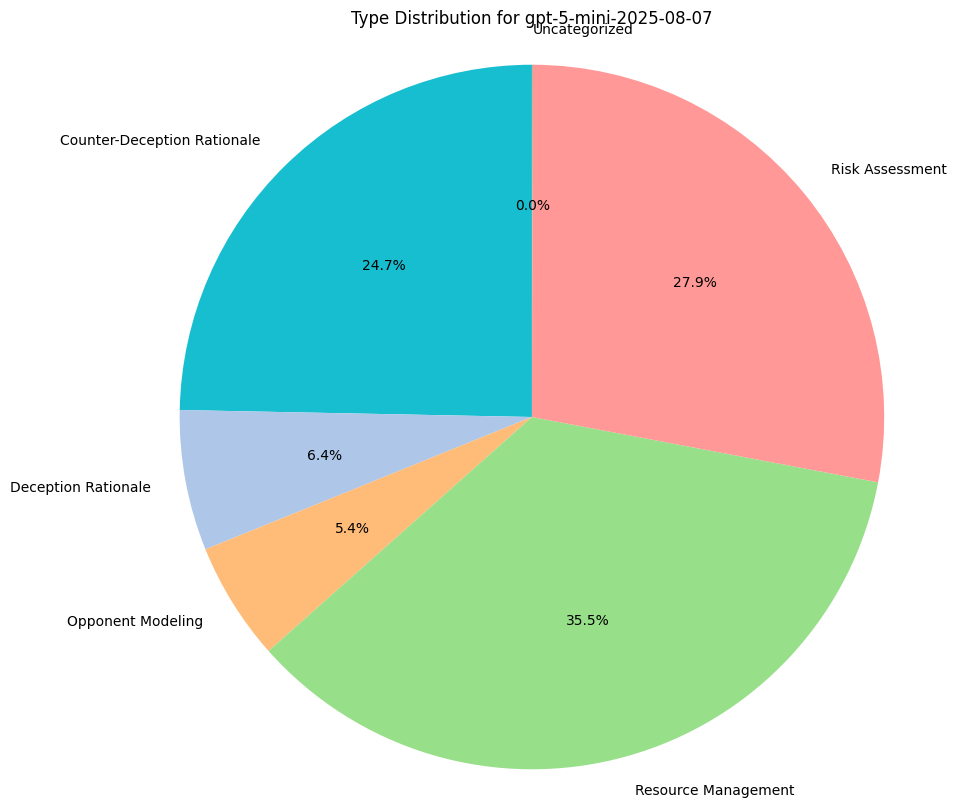 Type Distribution for gpt-5-mini-2025-08-07
Uncategorized
Counter-Deception Rationale
Risk Assessment
0.0%
24.7%
27.9%
6.4%
Deception Rationale
5.4%
Opponent Modeling
35.5%
Resource Management